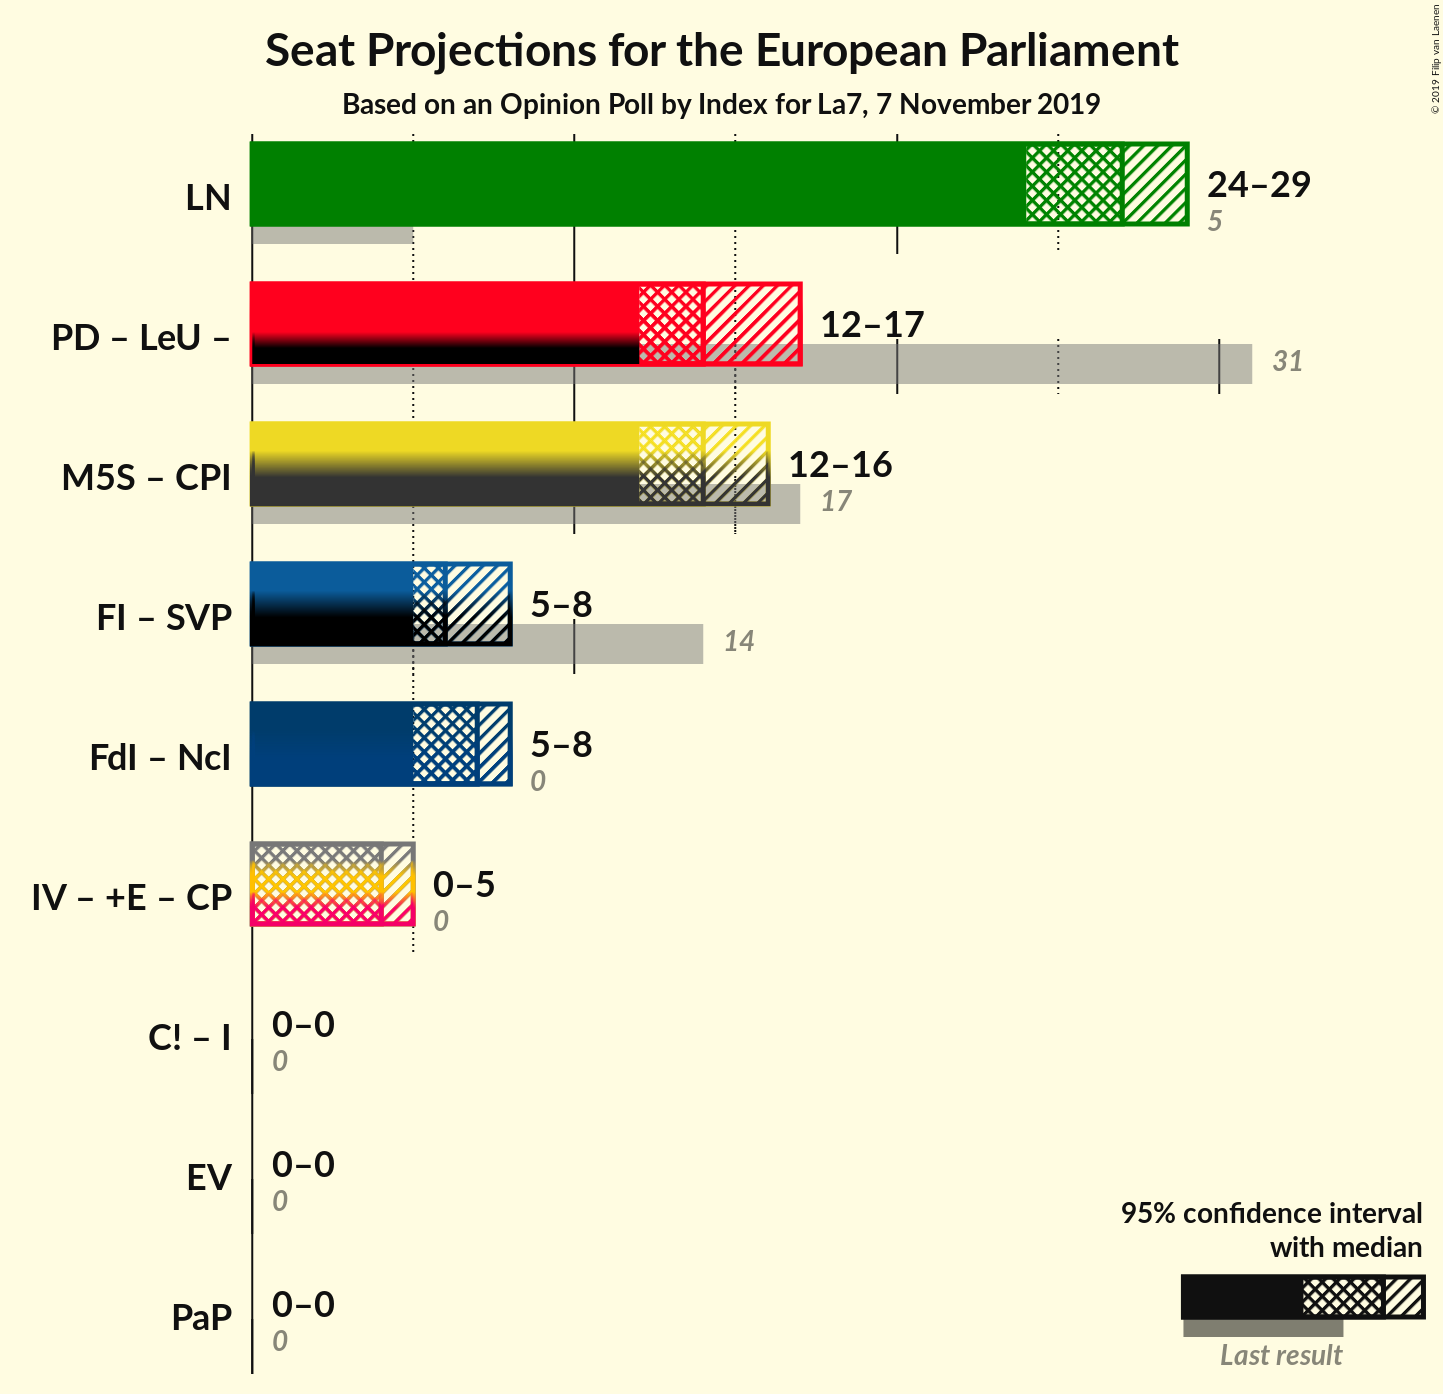 Seat Projections for the European Parliament
Based on an Opinion Poll by Index for La7, 7 November 2019
© 2019 Filip van Laenen
LN
24–29
5
PD – LeU –
12–17
31
M5S – CPI
12–16
17
FI – SVP
5–8
14
FdI – NcI
5–8
0
IV – +E – CP
0–5
0
C! – I
0–0
0
EV
0–0
0
PaP
0–0
0
95% confidence interval
with median
Last result